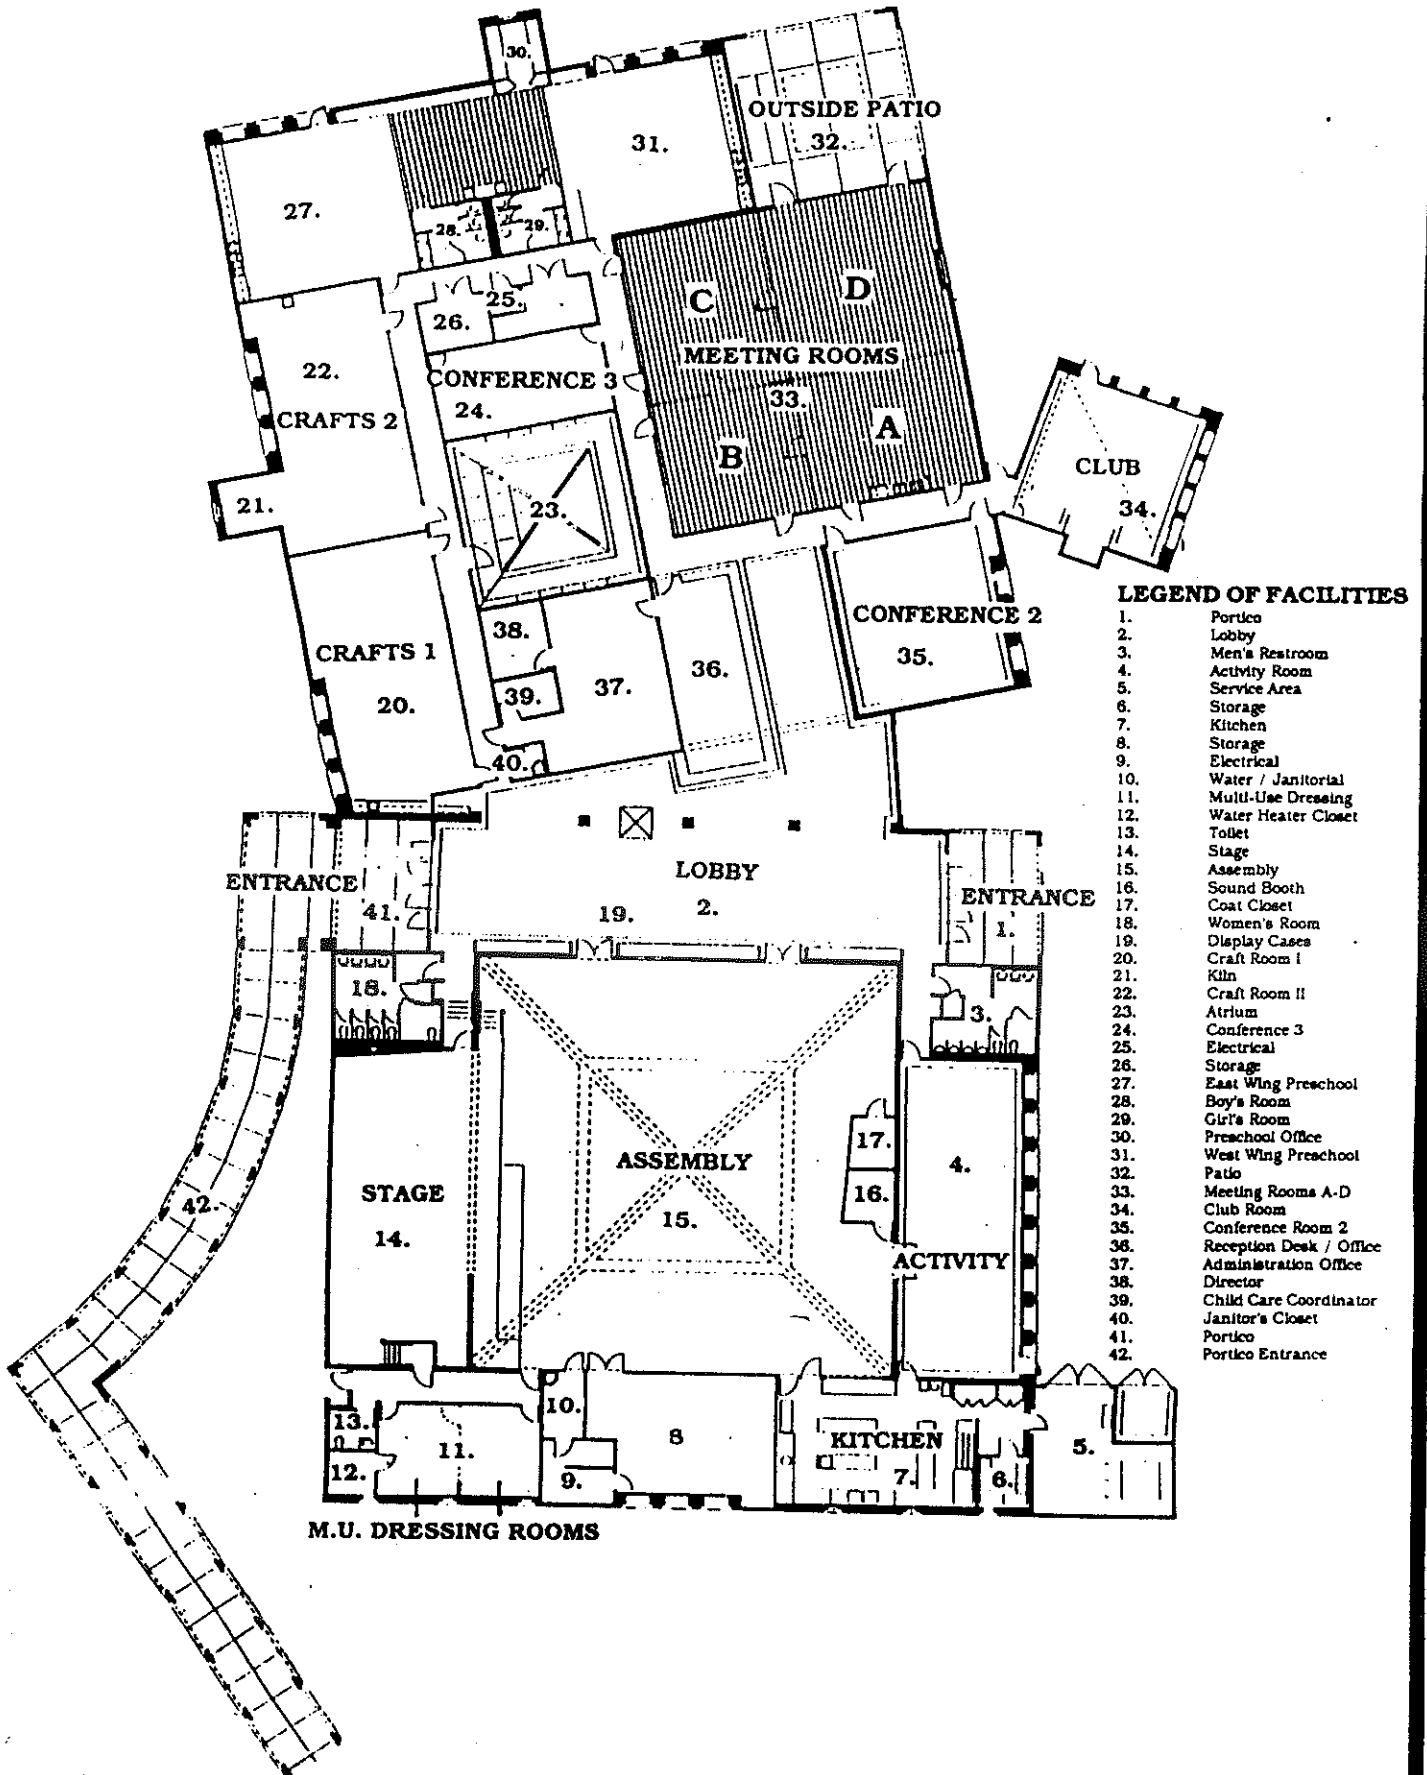 30.
OUTSIDE PATIO
32.
31.
27.
28.
29.
25.
26.
C
D
MEETING ROOMS
33.
B
A
22.
CRAFTS 2
CONFERENCE 3
24.
21.
23.
CLUB
34.
CONFERENCE 2
35.
38.
CRAFTS 1
20.
39.
37.
36.
40.
LEGEND OF FACILITIES
1. Portico
2. Lobby
3. Men's Restroom
4. Activity Room
5. Service Area
6. Storage
7. Kitchen
8. Storage
9. Electrical
10. Water / Janitorial
11. Multi-Use Dressing
12. Water Heater Closet
13. Toilet
14. Stage
15. Assembly
16. Sound Booth
17. Coat Closet
18. Women's Room
19. Display Cases
20. Craft Room I
21. Kiln
22. Craft Room II
23. Atrium
24. Conference 3
25. Electrical
26. Storage
27. East Wing Preschool
28. Boy's Room
29. Girl's Room
30. Preschool Office
31. West Wing Preschool
32. Patio
33. Meeting Rooms A-D
34. Club Room
35. Conference Room 2
36. Reception Desk / Office
37. Administration Office
38. Director
39. Child Care Coordinator
40. Janitor's Closet
41. Portico
42. Portico Entrance
ENTRANCE
41.
LOBBY
19.
2.
ENTRANCE
1.
18.
3.
17.
16.
4.
ASSEMBLY
15.
STAGE
14.
42.
ACTIVITY
10.
13.
11.
12.
9.
8
KITCHEN
7.
6.
5.
M.U. DRESSING ROOMS